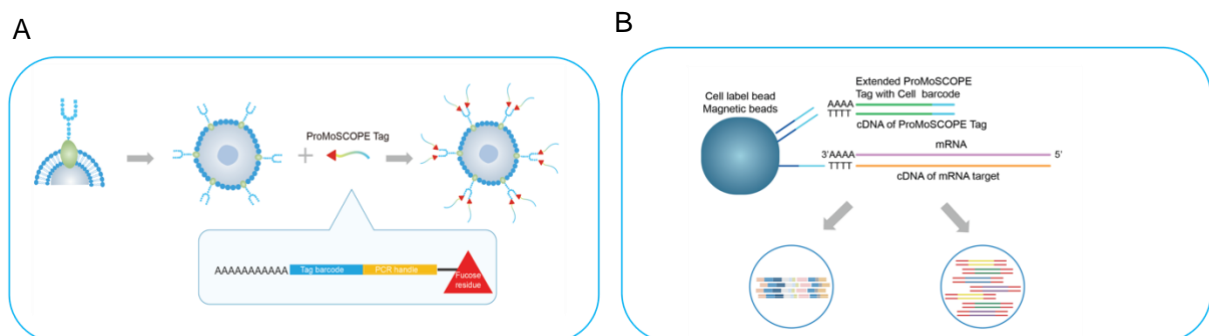 A
B
ProMoSCOPE Tag
AAAAAAAAAAA Tag barcode PCR handle
Fucose
residue
Cell label bead
Magnetic beads
Extended ProMoSCOPE
Tag with Cell barcode
AAAA
TTTT
cDNA of ProMoSCOPE Tag
mRNA
3'AAAA 5'
TTTT
cDNA of mRNA target